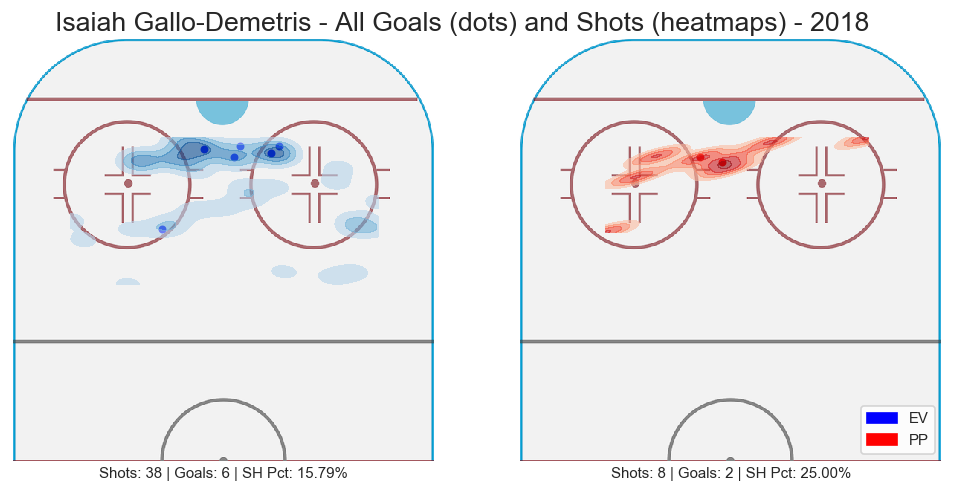 Isaiah Gallo-Demetris - All Goals (dots) and Shots (heatmaps) - 2018
EV
PP
Shots: 38 | Goals: 6 | SH Pct: 15.79%
Shots: 8 | Goals: 2 | SH Pct: 25.00%